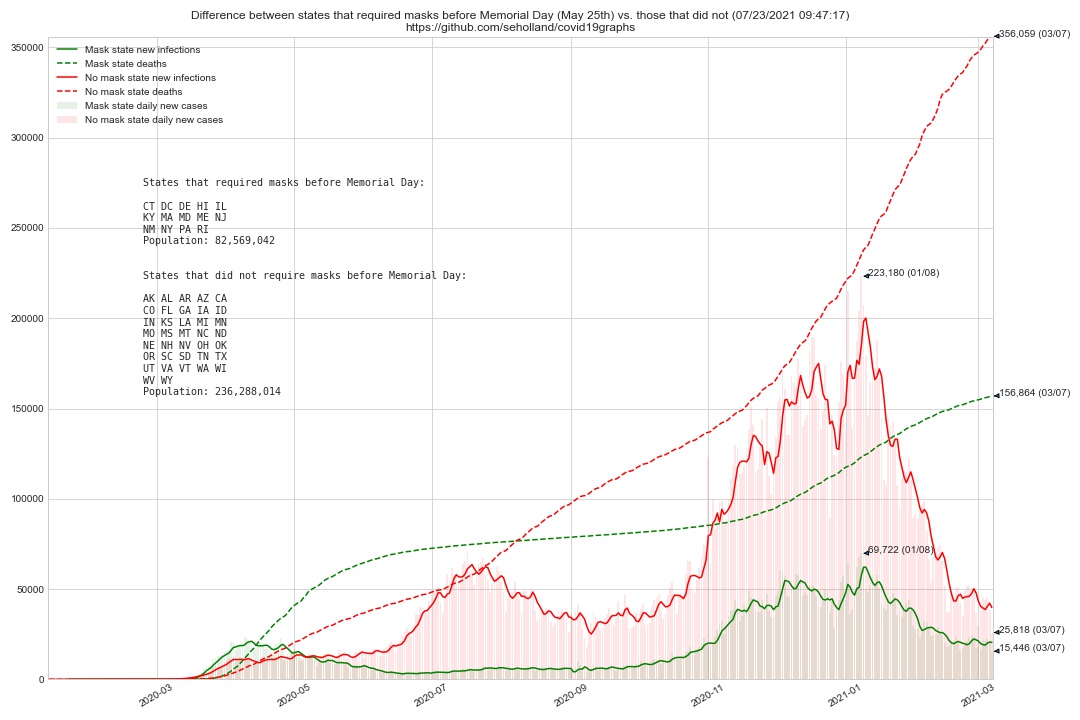 Difference between states that required masks before Memorial Day (May 25th) vs. those that did not (07/23/2021 09:47:17)
https://github.com/seholland/covid19graphs
Mask state new infections
Mask state deaths
No mask state new infections
No mask state deaths
Mask state daily new cases
No mask state daily new cases
350000
300000
250000
200000
150000
100000
50000
0
States that required masks before Memorial Day:
CT DC DE HI IL
KY MA MD ME NJ
NM NY PA RI
Population: 82,569,042
States that did not require masks before Memorial Day:
AK AL AR AZ CA
CO FL GA IA ID
IN KS LA MI MN
MO MS MT NC ND
NE NH NV OH OK
OR SC SD TN TX
UT VA VT WA WI
WV WY
Population: 236,288,014
356,059 (03/07)
223,180 (01/08)
156,864 (03/07)
69,722 (01/08)
25,818 (03/07)
15,446 (03/07)
2020-03
2020-05
2020-07
2020-09
2020-11
2021-01
2021-03